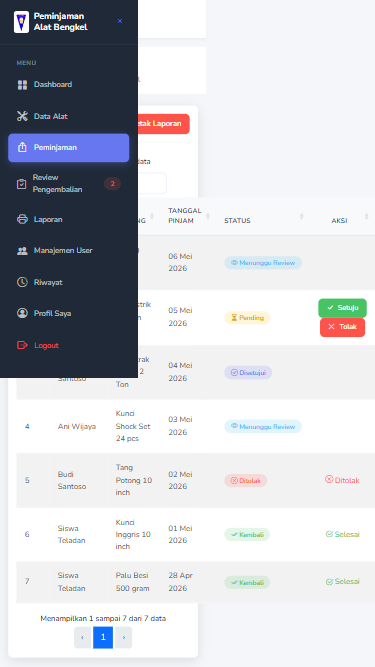 Peminjaman
Alat Bengkel
×
MENU
Dashboard
Data Alat
Peminjaman
Review
Pengembalian
2
Laporan
Manajemen User
Riwayat
Profil Saya
Logout
Laporan
data
TANGGAL
PINJAM
STATUS
AKSI
06 Mei
2026
Menunggu Review
05 Mei
2026
Pending
Setuju
Tolak
04 Mei
2026
Disetujui
Santoso
2
Ton
4
Ani Wijaya
Kunci
Shock Set
24 pcs
03 Mei
2026
Menunggu Review
5
Budi
Santoso
Tang
Potong 10
inch
02 Mei
2026
Ditolak
Ditolak
6
Siswa
Teladan
Kunci
Inggris 10
inch
01 Mei
2026
Kembali
Selesai
7
Siswa
Teladan
Palu Besi
500 gram
28 Apr
2026
Kembali
Selesai
Menampilkan 1 sampai 7 dari 7 data
‹ 1 ›